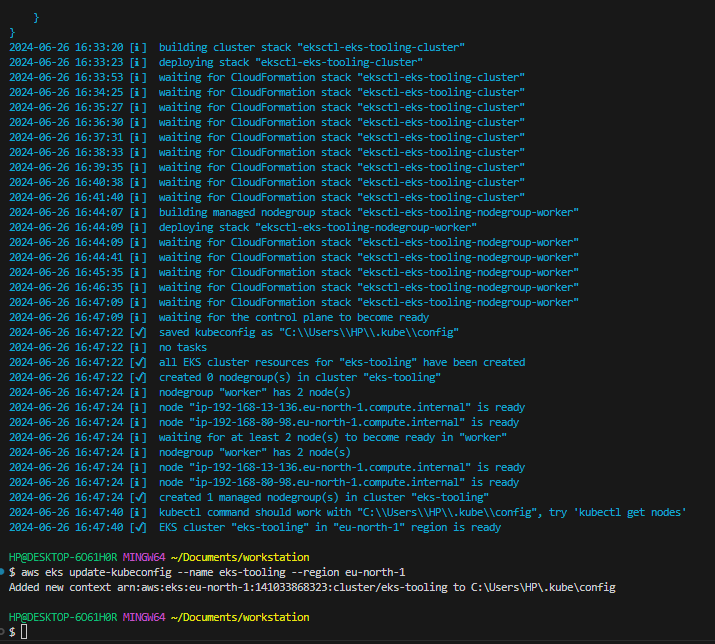 }
}
2024-06-26 16:33:20 [ℹ]  building cluster stack "eksctl-eks-tooling-cluster"
2024-06-26 16:33:23 [ℹ]  deploying stack "eksctl-eks-tooling-cluster"
2024-06-26 16:33:53 [ℹ]  waiting for CloudFormation stack "eksctl-eks-tooling-cluster"
2024-06-26 16:34:25 [ℹ]  waiting for CloudFormation stack "eksctl-eks-tooling-cluster"
2024-06-26 16:35:27 [ℹ]  waiting for CloudFormation stack "eksctl-eks-tooling-cluster"
2024-06-26 16:36:30 [ℹ]  waiting for CloudFormation stack "eksctl-eks-tooling-cluster"
2024-06-26 16:37:31 [ℹ]  waiting for CloudFormation stack "eksctl-eks-tooling-cluster"
2024-06-26 16:38:33 [ℹ]  waiting for CloudFormation stack "eksctl-eks-tooling-cluster"
2024-06-26 16:39:35 [ℹ]  waiting for CloudFormation stack "eksctl-eks-tooling-cluster"
2024-06-26 16:40:38 [ℹ]  waiting for CloudFormation stack "eksctl-eks-tooling-cluster"
2024-06-26 16:41:40 [ℹ]  waiting for CloudFormation stack "eksctl-eks-tooling-cluster"
2024-06-26 16:44:07 [ℹ]  building managed nodegroup stack "eksctl-eks-tooling-nodegroup-worker"
2024-06-26 16:44:09 [ℹ]  deploying stack "eksctl-eks-tooling-nodegroup-worker"
2024-06-26 16:44:09 [ℹ]  waiting for CloudFormation stack "eksctl-eks-tooling-nodegroup-worker"
2024-06-26 16:44:41 [ℹ]  waiting for CloudFormation stack "eksctl-eks-tooling-nodegroup-worker"
2024-06-26 16:45:35 [ℹ]  waiting for CloudFormation stack "eksctl-eks-tooling-nodegroup-worker"
2024-06-26 16:46:35 [ℹ]  waiting for CloudFormation stack "eksctl-eks-tooling-nodegroup-worker"
2024-06-26 16:47:09 [ℹ]  waiting for CloudFormation stack "eksctl-eks-tooling-nodegroup-worker"
2024-06-26 16:47:09 [ℹ]  waiting for the control plane to become ready
2024-06-26 16:47:22 [✔]  saved kubeconfig as "C:\\Users\\HP\\.kube\\config"
2024-06-26 16:47:22 [ℹ]  no tasks
2024-06-26 16:47:22 [✔]  all EKS cluster resources for "eks-tooling" have been created
2024-06-26 16:47:22 [✔]  created 0 nodegroup(s) in cluster "eks-tooling"
2024-06-26 16:47:24 [ℹ]  nodegroup "worker" has 2 node(s)
2024-06-26 16:47:24 [ℹ]  node "ip-192-168-13-136.eu-north-1.compute.internal" is ready
2024-06-26 16:47:24 [ℹ]  node "ip-192-168-80-98.eu-north-1.compute.internal" is ready
2024-06-26 16:47:24 [ℹ]  waiting for at least 2 node(s) to become ready in "worker"
2024-06-26 16:47:24 [ℹ]  nodegroup "worker" has 2 node(s)
2024-06-26 16:47:24 [ℹ]  node "ip-192-168-13-136.eu-north-1.compute.internal" is ready
2024-06-26 16:47:24 [ℹ]  node "ip-192-168-80-98.eu-north-1.compute.internal" is ready
2024-06-26 16:47:24 [✔]  created 1 managed nodegroup(s) in cluster "eks-tooling"
2024-06-26 16:47:40 [ℹ]  kubectl command should work with "C:\\Users\\HP\\.kube\\config", try 'kubectl get nodes'
2024-06-26 16:47:40 [✔]  EKS cluster "eks-tooling" in "eu-north-1" region is ready
HP@DESKTOP-6O61H0R MINGW64 ~/Documents/workstation
$ aws eks update-kubeconfig --name eks-tooling --region eu-north-1
Added new context arn:aws:eks:eu-north-1:141033868323:cluster/eks-tooling to C:\Users\HP\.kube\config
HP@DESKTOP-6O61H0R MINGW64 ~/Documents/workstation
$